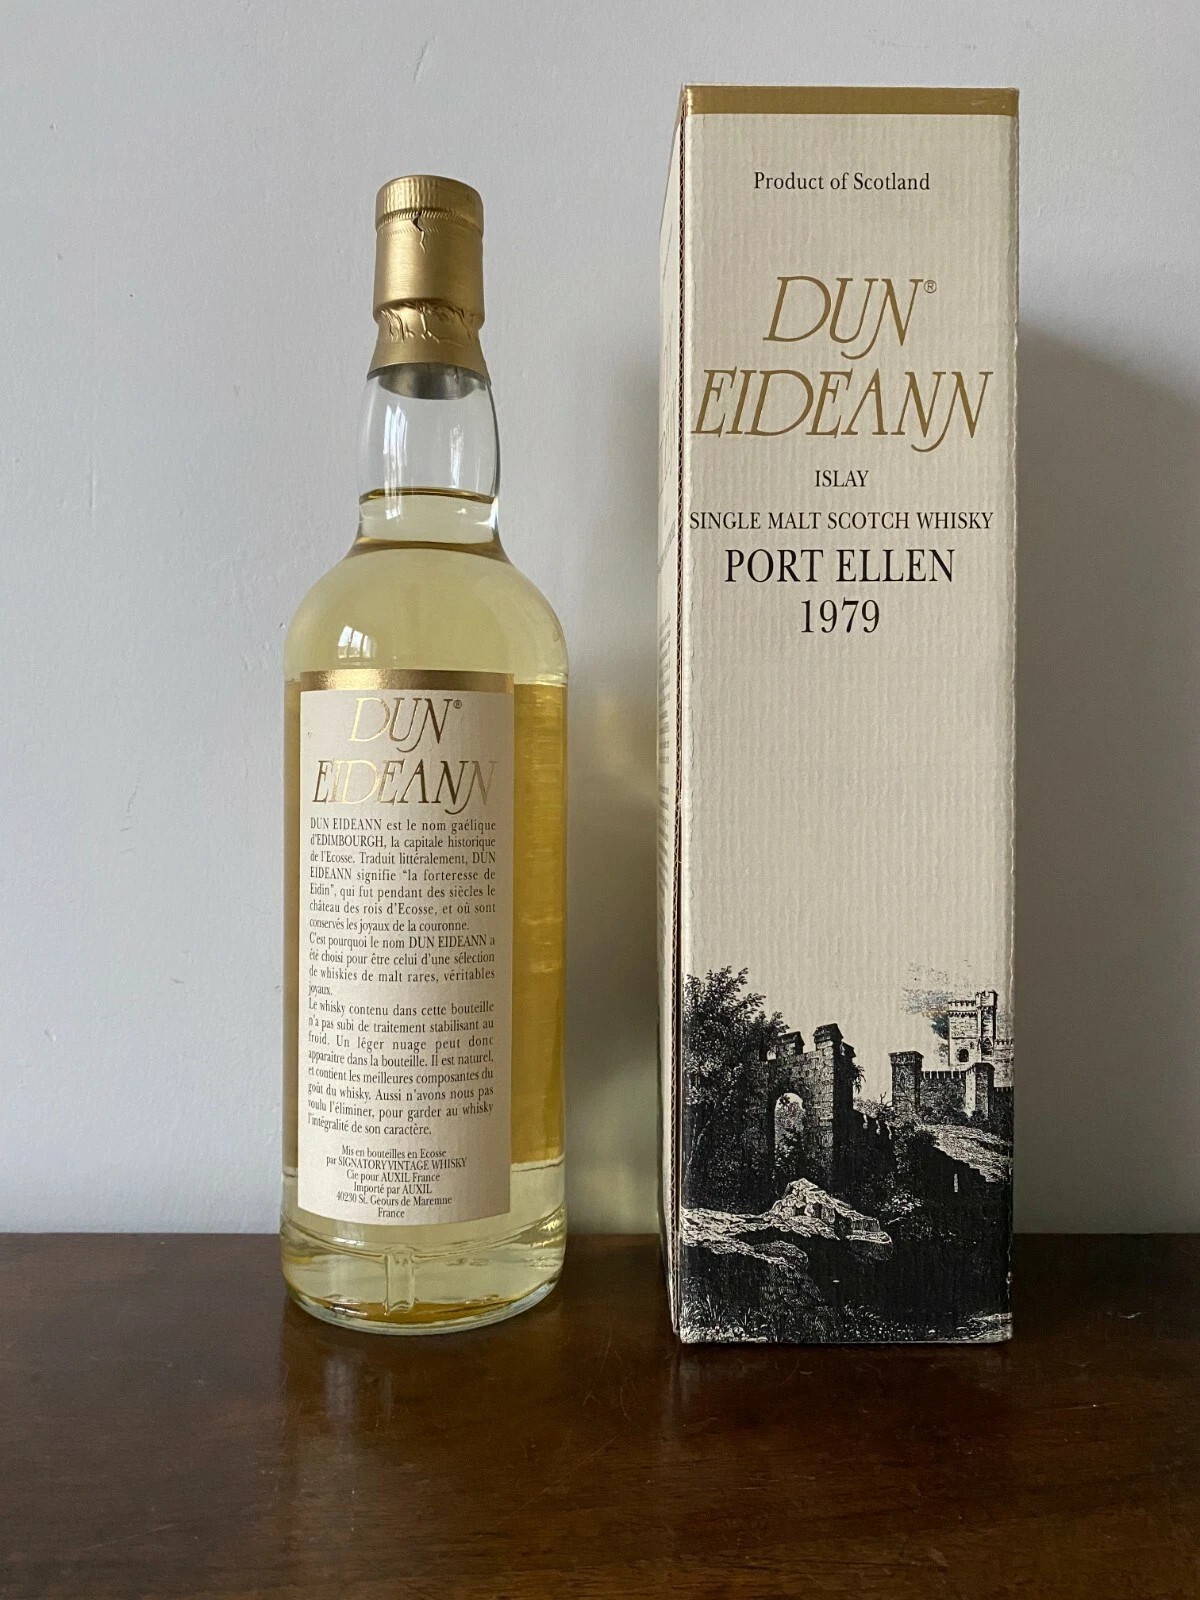 DUN®
EIDEANN
DUN EIDEANN est le nom gaélique
d'EDIMBOURGH, la capitale historique
de l'Ecosse. Traduit littéralement, DUN
EIDEANN signifie "la forteresse de
Eidin", qui fut pendant des siècles le
château des rois d'Ecosse, et oû sont
conservés les joyaux de la couronne.
C'est pourquoi le nom DUN EIDEANN a
été choisi pour être celui d'une sélection
de whiskies de malt rares, véritables
joyaux.
Le whisky contenu dans cette bouteille
n'a pas subi de traitement stabilisant au
froid. Un léger nuage peut donc
apparaitre dans la bouteille. Il est naturel,
et contient les meilleures composantes du
goût du whisky. Aussi n'avons nous pas
voulu l'éliminer, pour garder au whisky
l'intégralité de son caractère.
Mis en bouteilles en Ecosse
par SIGNATORY VINTAGE WHISKY
Cie pour AUXIL France
Importé par AUXIL
40230 St. Geours de Maremne
France
Product of Scotland
DUN®
EIDEANN
ISLAY
SINGLE MALT SCOTCH WHISKY
PORT ELLEN
1979